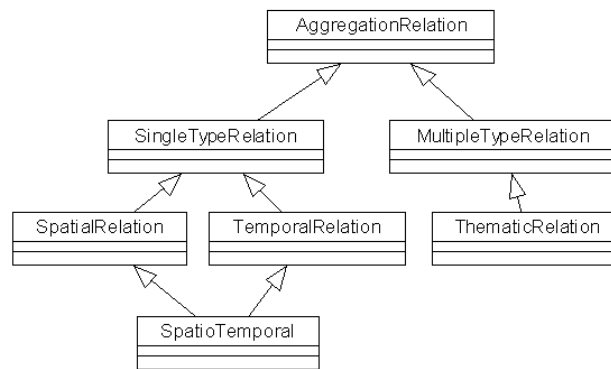 AggregationRelation
SingleTypeRelation
MultipleTypeRelation
SpatialRelation
TemporalRelation
ThematicRelation
SpatioTemporal